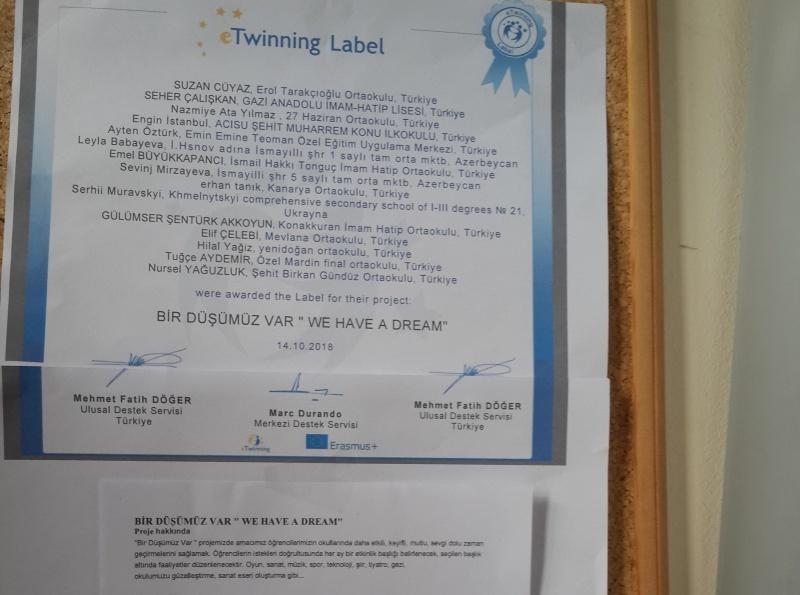 eTwinning Label
eTwinning
Label
SUZAN CÜYAZ, Erol Tarakçıoğlu Ortaokulu, Türkiye
SEHER ÇALIŞKAN, GAZİ ANADOLU İMAM-HATİP LİSESİ, Türkiye
Nazmiye Ata Yılmaz , 27 Haziran Ortaokulu, Türkiye
Engin İstanbul, ACISU ŞEHİT MUHARREM KONU İLKOKULU, Türkiye
Ayten Öztürk, Emin Emine Teoman Özel Eğitim Uygulama Merkezi, Türkiye
Leyla Babayeva, I.Hsnov adına İsmayıllı şhr 1 saylı tam orta mktb, Azerbeycan
Emel BÜYÜKKAPANCI, İsmail Hakkı Tonguç İmam Hatip Ortaokulu, Türkiye
Sevinj Mirzayeva, İsmayıllı şhr 5 saylı tam orta mktb, Azerbeycan
erhan tanık, Kanarya Ortaokulu, Türkiye
Serhii Muravskyi, Khmelnytskyi comprehensive secondary school of I-III degrees № 21,
Ukrayna
GÜLÜMSER ŞENTÜRK AKKOYUN, Konakkuran İmam Hatip Ortaokulu, Türkiye
Elif ÇELEBİ, Mevlana Ortaokulu, Türkiye
Hilal Yağiz, yenidoğan ortaokulu, Türkiye
Tuğçe AYDEMİR, Özel Mardin final ortaokulu, Türkiye
Nursel YAĞUZLUK, Şehit Birkan Gündüz Ortaokulu, Türkiye
were awarded the Label for their project:
BİR DÜŞÜMÜZ VAR " WE HAVE A DREAM"
14.10.2018
Mehmet Fatih DÖĞER
Ulusal Destek Servisi
Türkiye
Marc Durando
Merkezi Destek Servisi
Mehmet Fatih DÖĞER
Ulusal Destek Servisi
Türkiye
eTwinning
Erasmus+
BİR DÜŞÜMÜZ VAR " WE HAVE A DREAM"
Proje hakkında
"Bir Düşümüz Var " projemizde amacımız öğrencilerimizin okullarında daha etkili, keyifli, mutlu, sevgi dolu zaman
geçirmelerini sağlamak. Öğrencilerin istekleri doğrultusunda her ay bir etkinlik başlığı belirlenecek, seçilen başlık
altında faaliyetler düzenlenecektir. Oyun, sanat, müzik, spor, teknoloji, şiir, tiyatro, gezi,
okulumuzu güzelleştirme, sanat eseri oluşturma gibi...